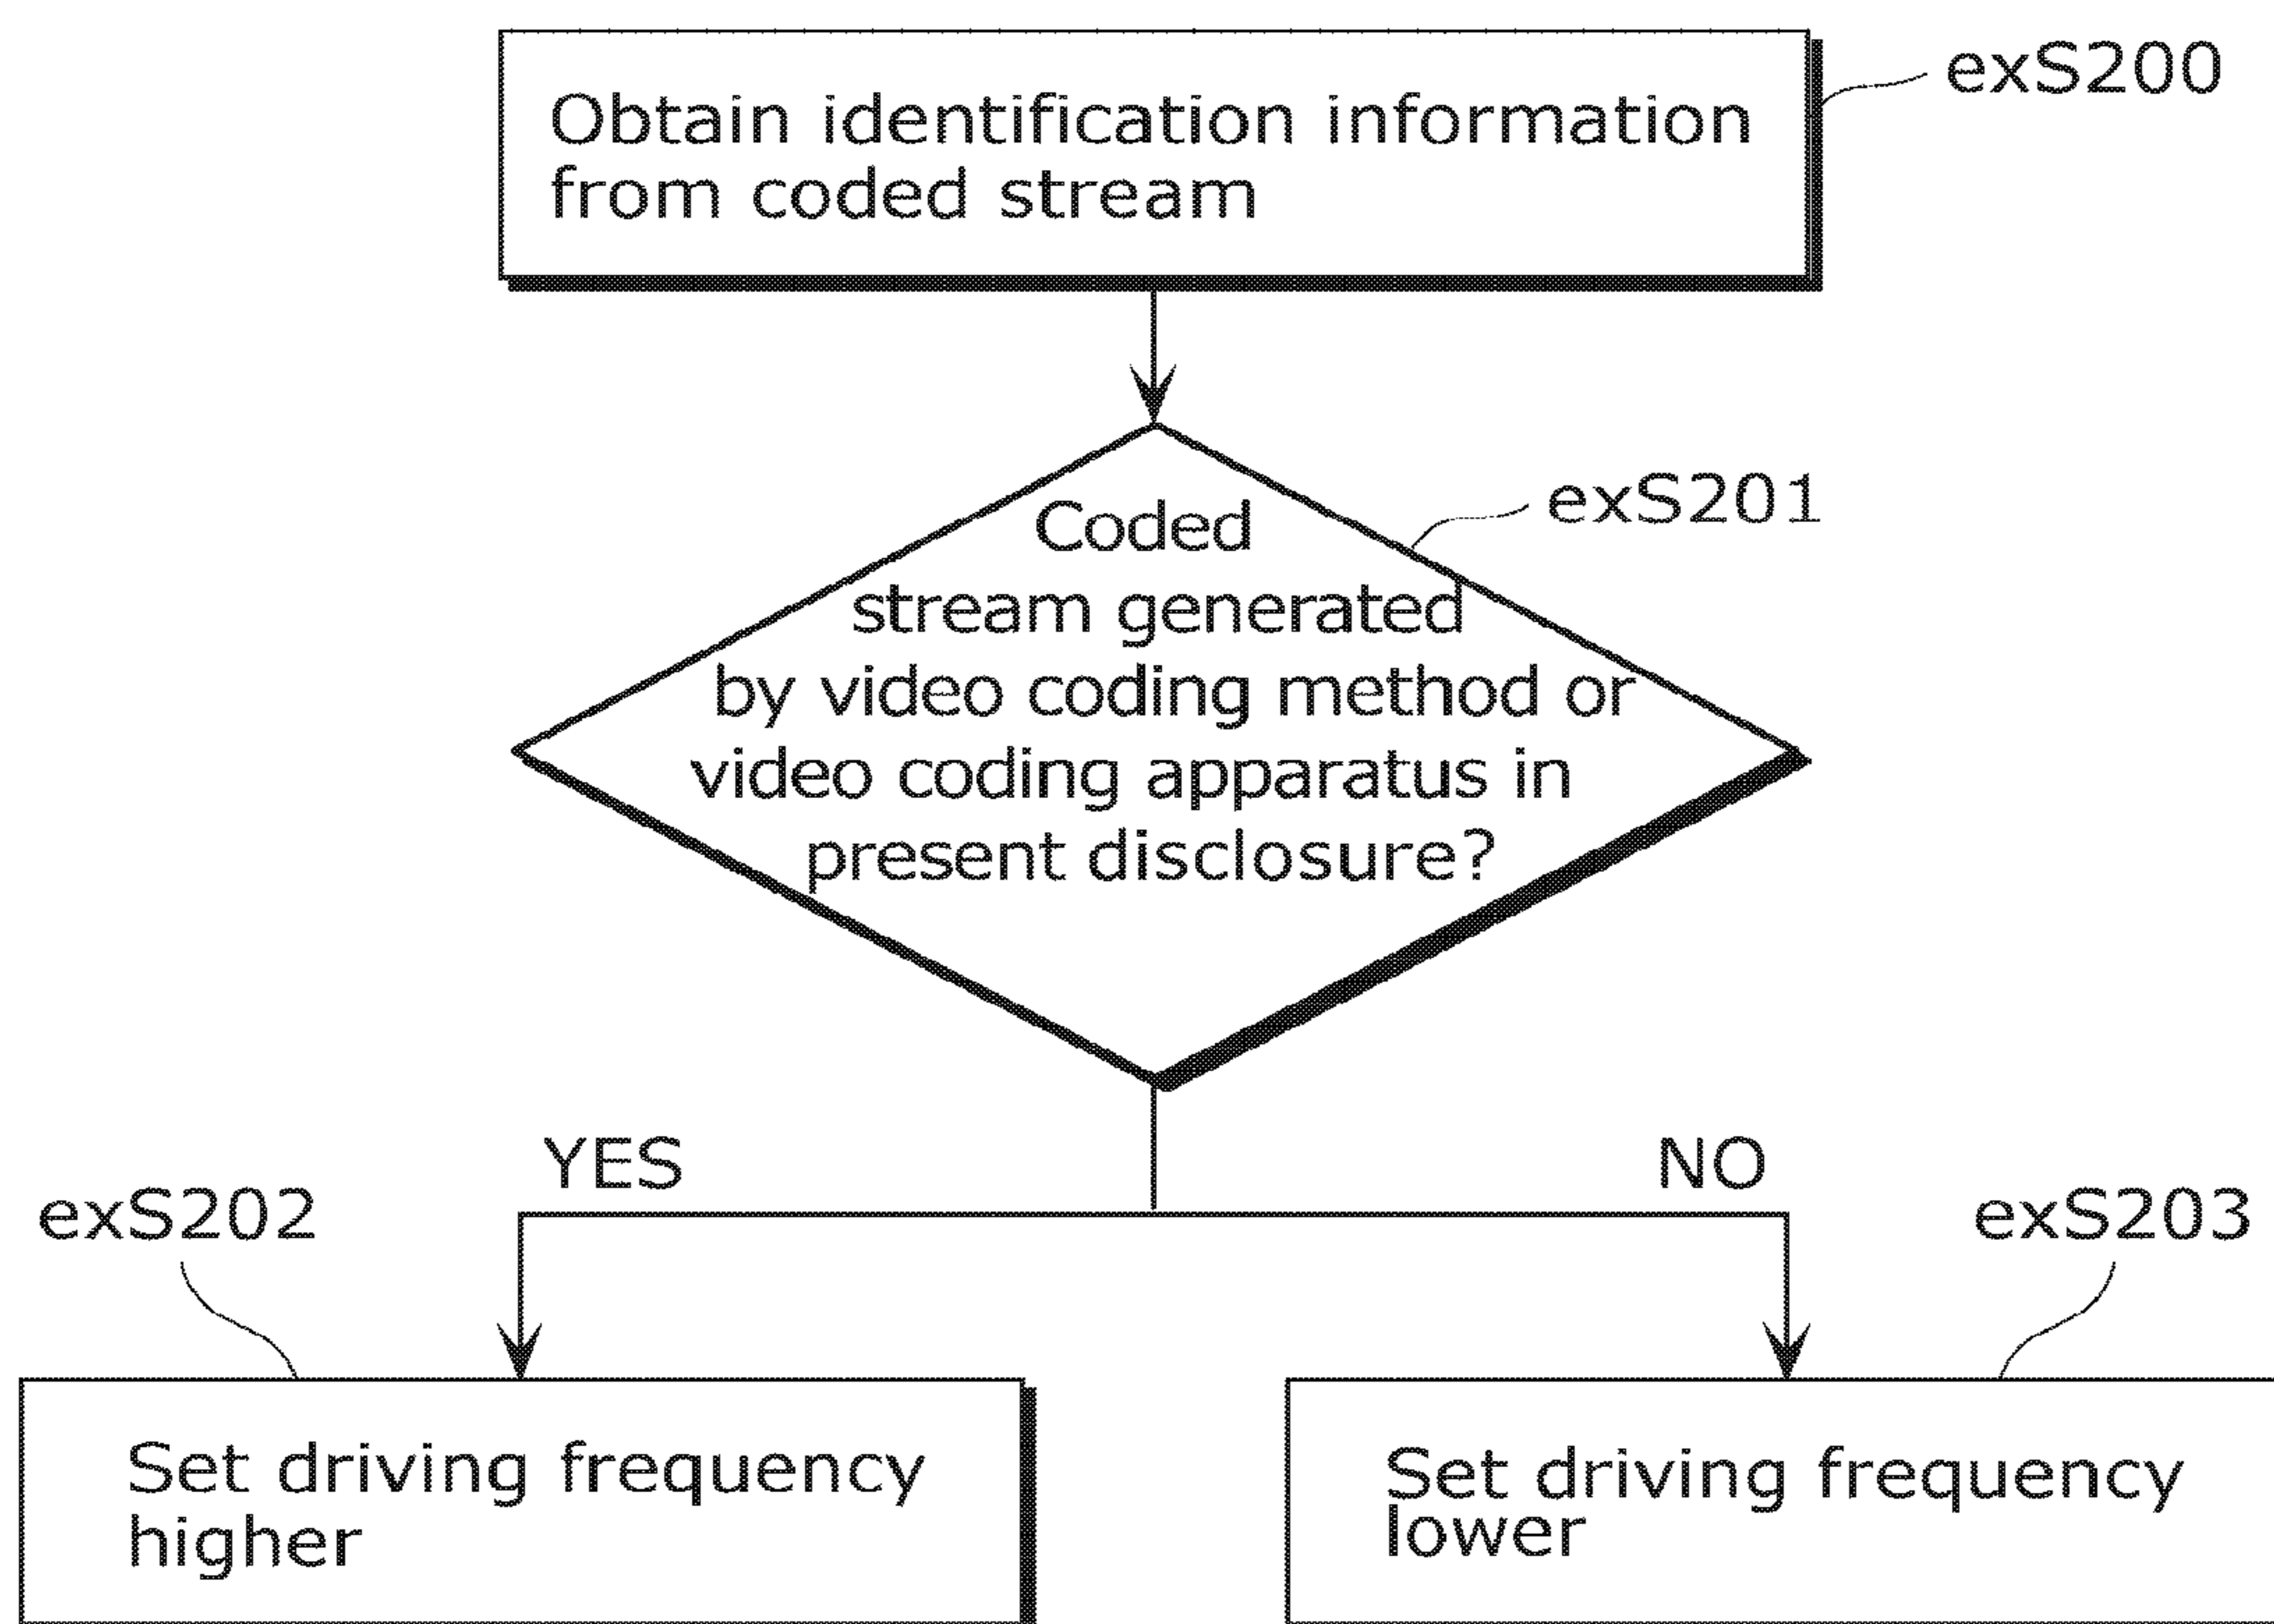 exS200
Obtain identification information
from coded stream
exS201
Coded
stream generated
by video coding method or
video coding apparatus in
present disclosure?
YES
NO
exS202
exS203
Set driving frequency
higher
Set driving frequency
lower